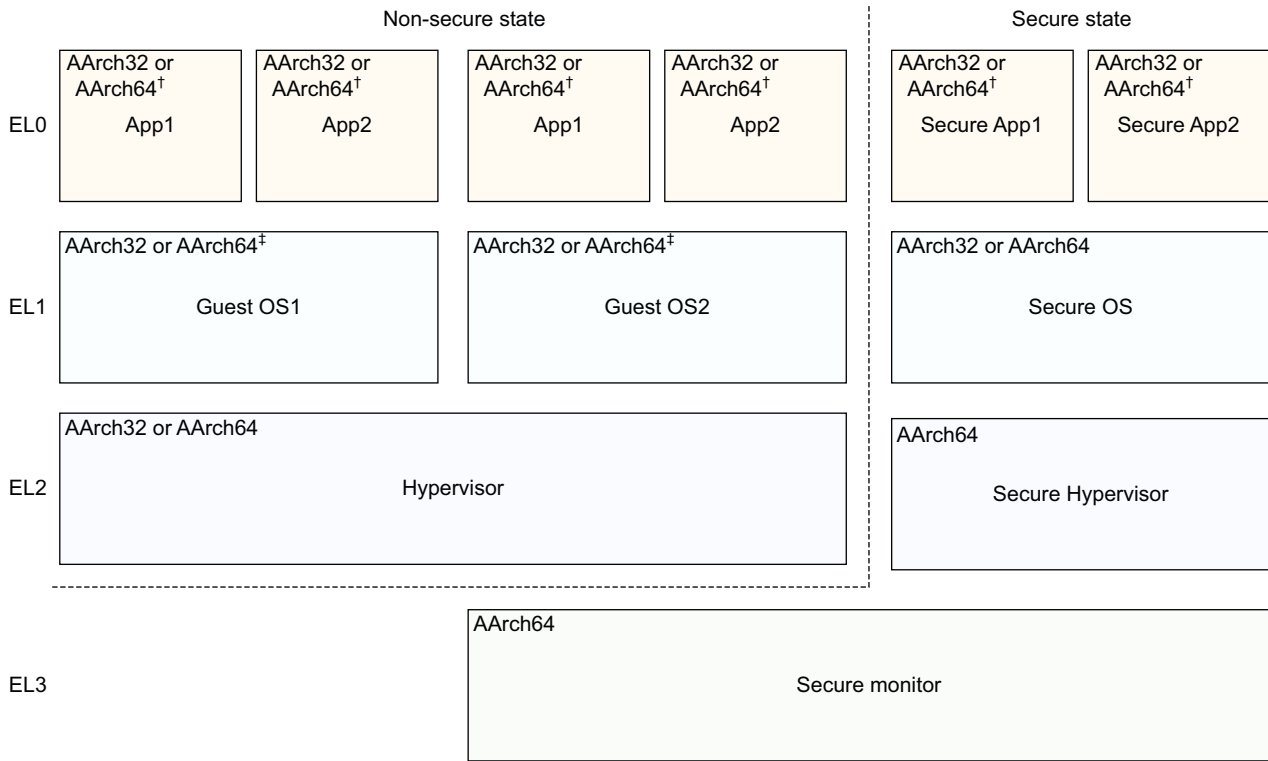 Non-secure state
Secure state
AArch32 or
AArch64†
App1
AArch32 or
AArch64†
App2
AArch32 or
AArch64†
App1
AArch32 or
AArch64†
App2
AArch32 or
AArch64†
Secure App1
AArch32 or
AArch64†
Secure App2
EL0
AArch32 or AArch64‡
Guest OS1
AArch32 or AArch64‡
Guest OS2
AArch32 or AArch64
Secure OS
EL1
AArch32 or AArch64
Hypervisor
AArch64
Secure Hypervisor
EL2
AArch64
Secure monitor
EL3